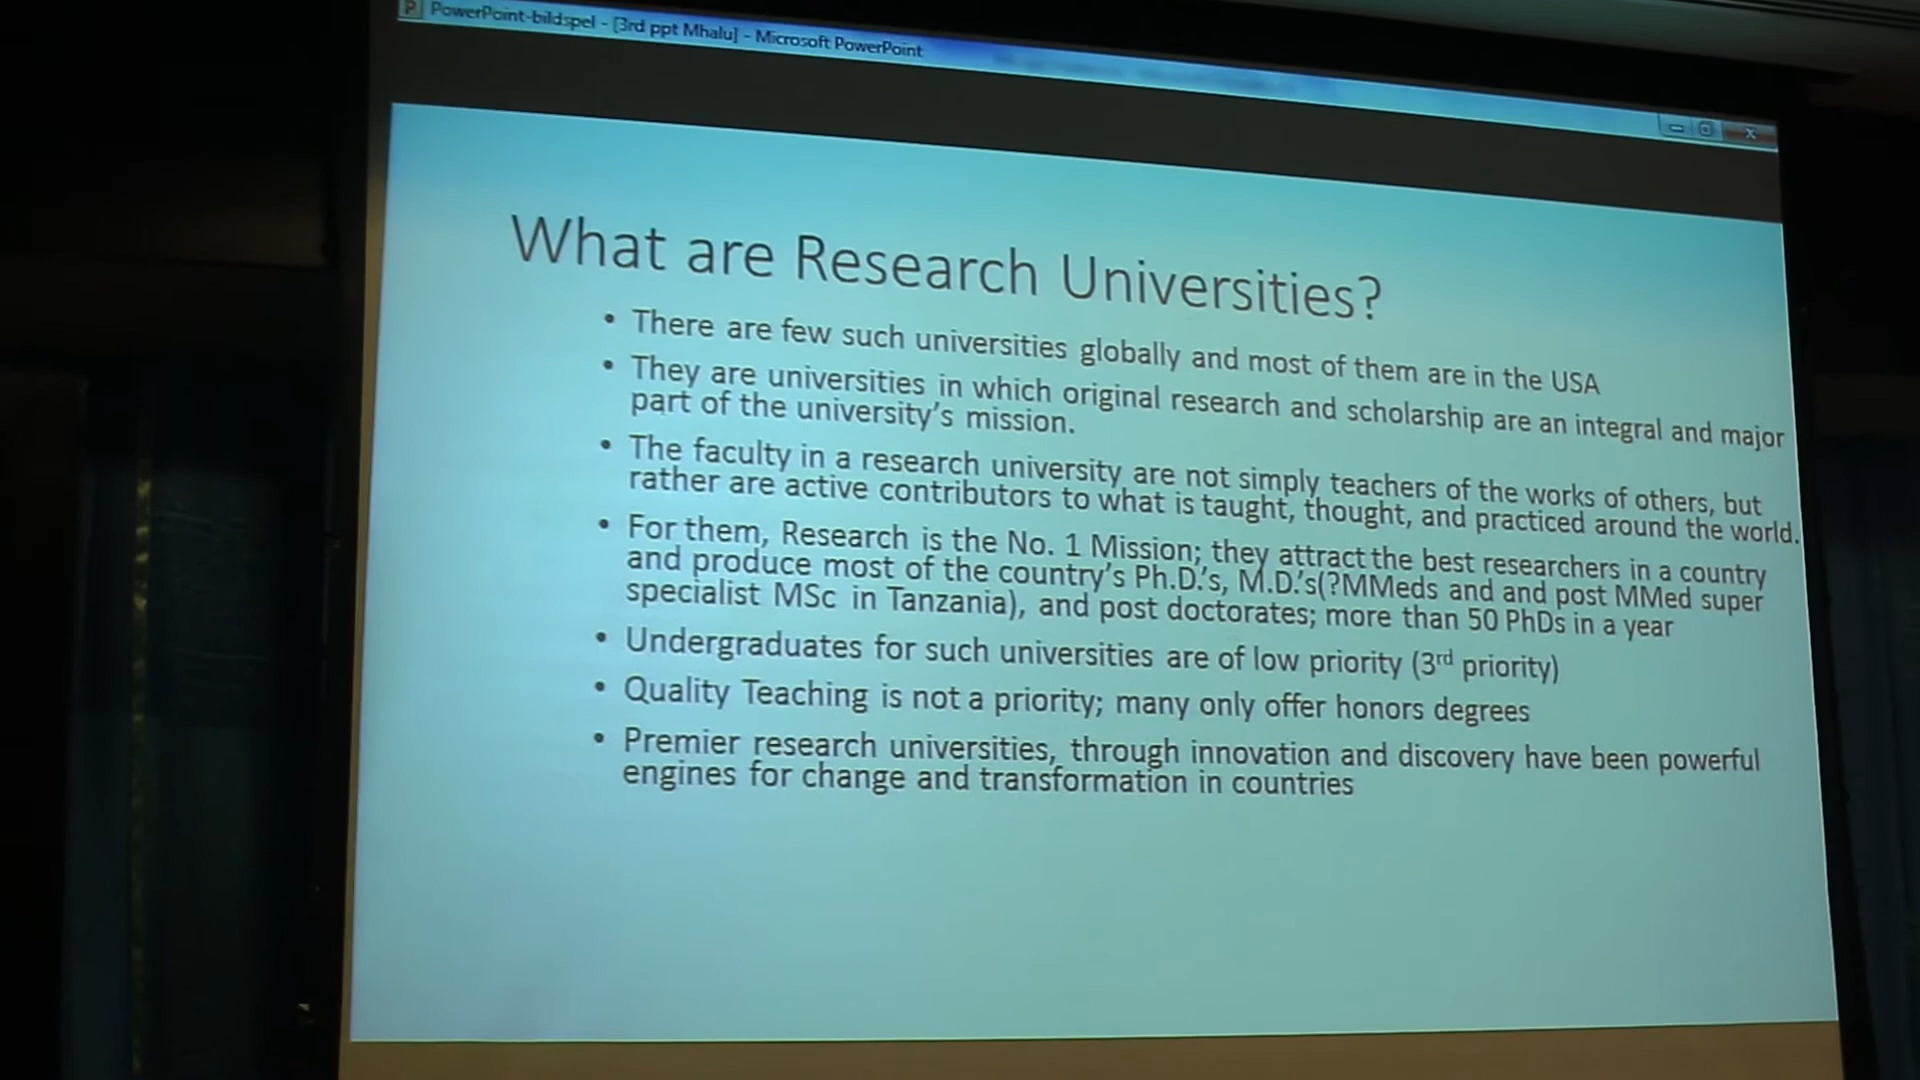 PowerPoint-bildspel - [3rd ppt Mhalu] - Microsoft PowerPoint
What are Research Universities?
• There are few such universities globally and most of them are in the USA
• They are universities in which original research and scholarship are an integral and major
part of the university's mission.
• The faculty in a research university are not simply teachers of the works of others, but
rather are active contributors to what is taught, thought, and practiced around the world.
• For them, Research is the No. 1 Mission; they attract the best researchers in a country
and produce most of the country's Ph.D.'s, M.D.'s(?MMeds and and post MMed super
specialist MSc in Tanzania), and post doctorates; more than 50 PhDs in a year
• Undergraduates for such universities are of low priority (3rd priority)
• Quality Teaching is not a priority; many only offer honors degrees
• Premier research universities, through innovation and discovery have been powerful
engines for change and transformation in countries